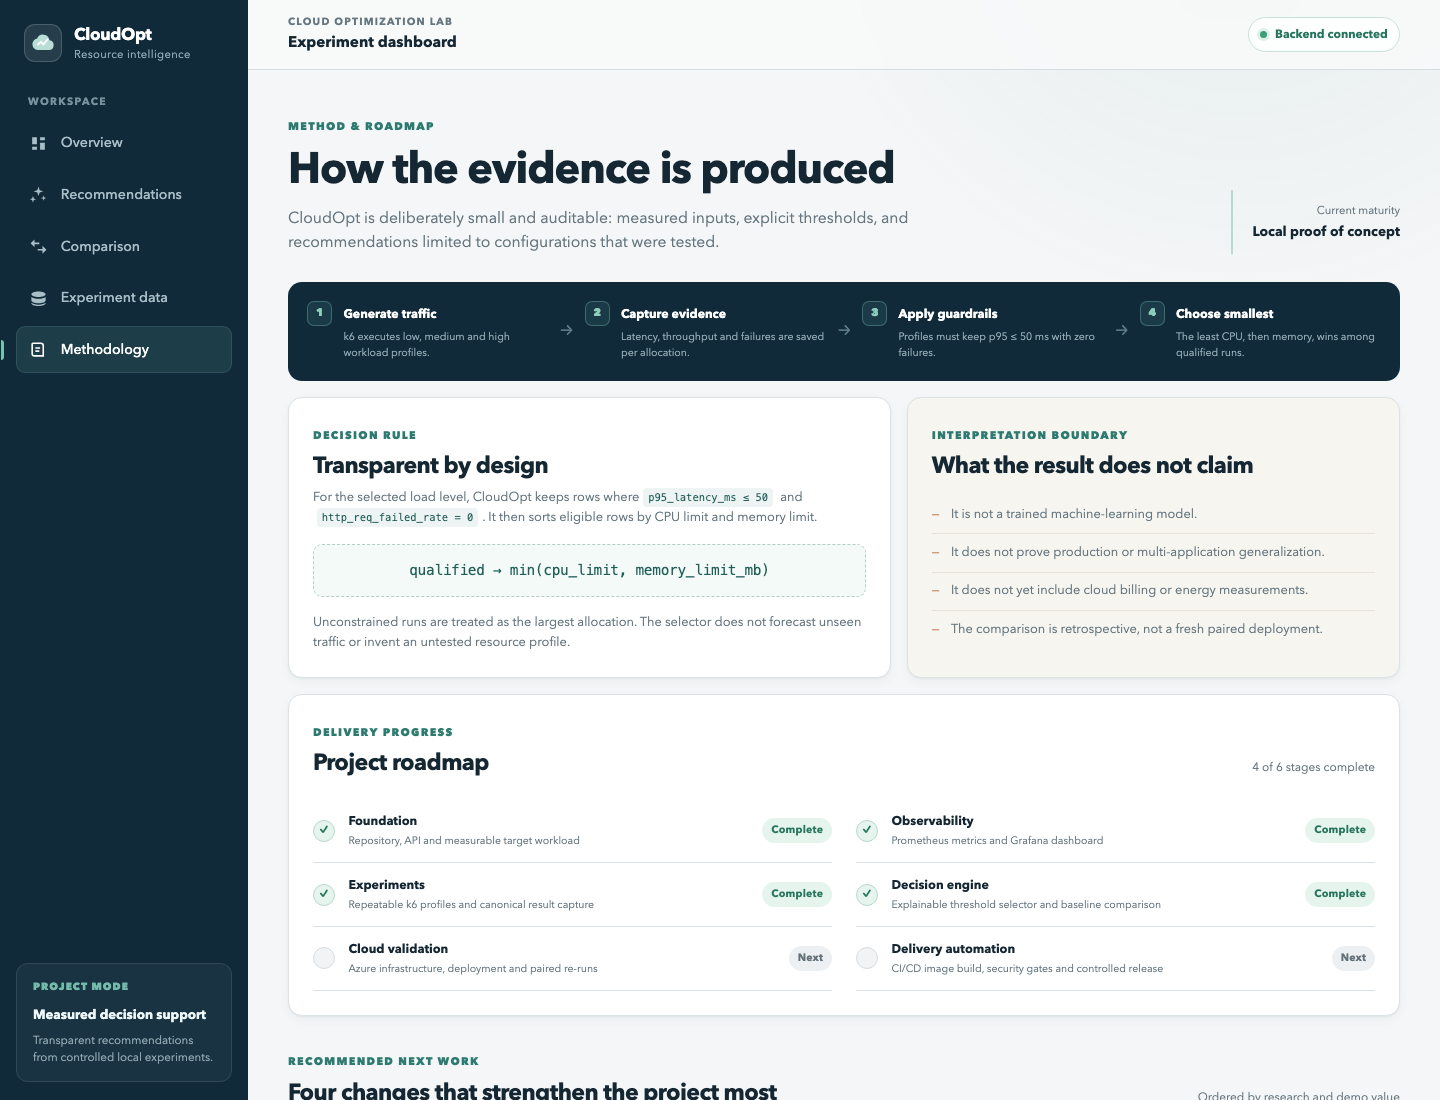 CloudOpt
Resource intelligence
WORKSPACE
Overview
Recommendations
Comparison
Experiment data
Methodology
PROJECT MODE
Measured decision support
Transparent recommendations
from controlled local experiments.
CLOUD OPTIMIZATION LAB
Experiment dashboard
Backend connected
METHOD & ROADMAP
How the evidence is produced
CloudOpt is deliberately small and auditable: measured inputs, explicit thresholds, and
recommendations limited to configurations that were tested.
Current maturity
Local proof of concept
1
Generate traffic
k6 executes low, medium and high
workload profiles.
→
2
Capture evidence
Latency, throughput and failures are saved
per allocation.
→
3
Apply guardrails
Profiles must keep p95 ≤ 50 ms with zero
failures.
→
4
Choose smallest
The least CPU, then memory, wins among
qualified runs.
DECISION RULE
Transparent by design
For the selected load level, CloudOpt keeps rows where p95_latency_ms ≤ 50 and
http_req_failed_rate = 0 . It then sorts eligible rows by CPU limit and memory limit.
qualified → min(cpu_limit, memory_limit_mb)
Unconstrained runs are treated as the largest allocation. The selector does not forecast unseen
traffic or invent an untested resource profile.
INTERPRETATION BOUNDARY
What the result does not claim
– It is not a trained machine-learning model.
– It does not prove production or multi-application generalization.
– It does not yet include cloud billing or energy measurements.
– The comparison is retrospective, not a fresh paired deployment.
DELIVERY PROGRESS
Project roadmap
4 of 6 stages complete
Foundation
Repository, API and measurable target workload
Complete
Observability
Prometheus metrics and Grafana dashboard
Complete
Experiments
Repeatable k6 profiles and canonical result capture
Complete
Decision engine
Explainable threshold selector and baseline comparison
Complete
Cloud validation
Azure infrastructure, deployment and paired re-runs
Next
Delivery automation
CI/CD image build, security gates and controlled release
Next
RECOMMENDED NEXT WORK
Four changes that strengthen the project most
Ordered by research and demo value